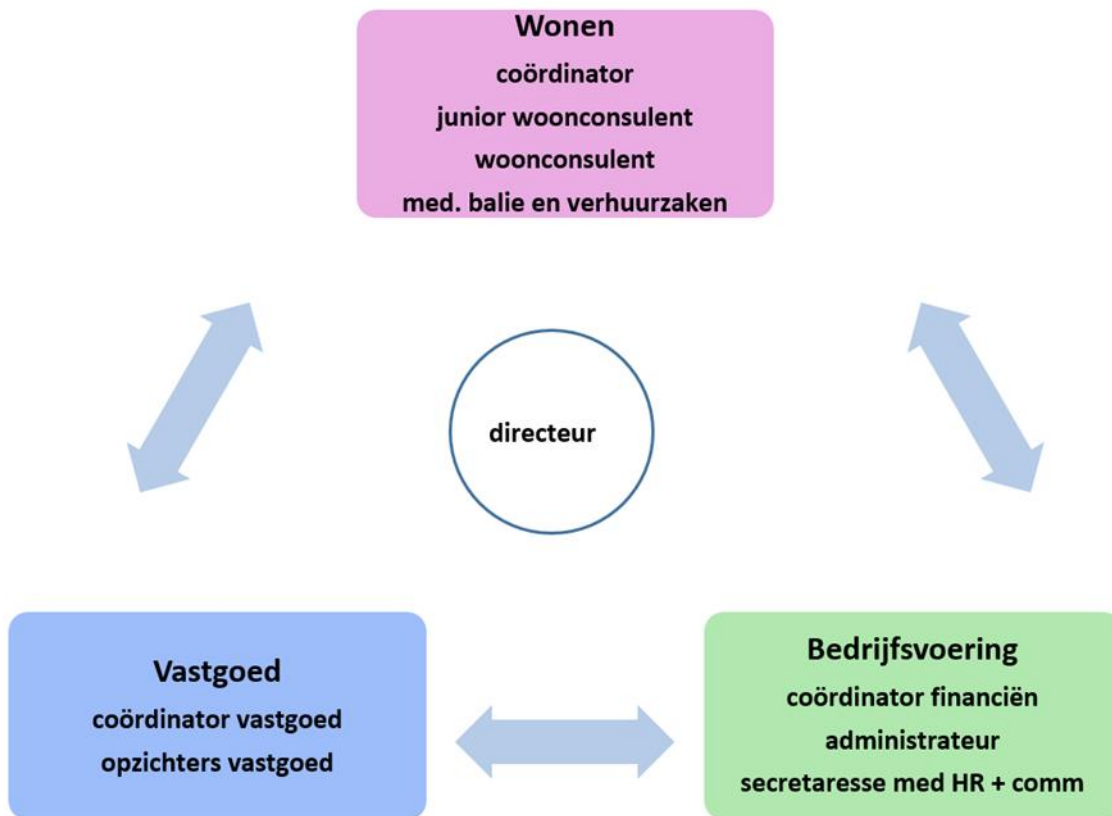 Wonen
coördinator
junior woonconsulent
woonconsulent
med. balie en verhuurzaken
directeur
Vastgoed
coördinator vastgoed
opzichters vastgoed
Bedrijfsvoering
coördinator financiën
administrateur
secretaresse med HR + comm